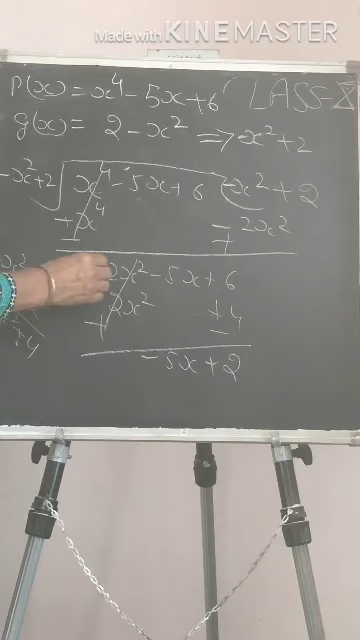 Made with KINEMASTER
p(x) = x⁴ - 5x + 6 CLASS-X
g(x) = 2 - x² => -x² + 2
-x²+2 x⁴ - 5x + 6 -x² + 2
+ x⁴ - 2x²
- +
2x² - 5x + 6
2x² + 4
+ -
- 5x + 2